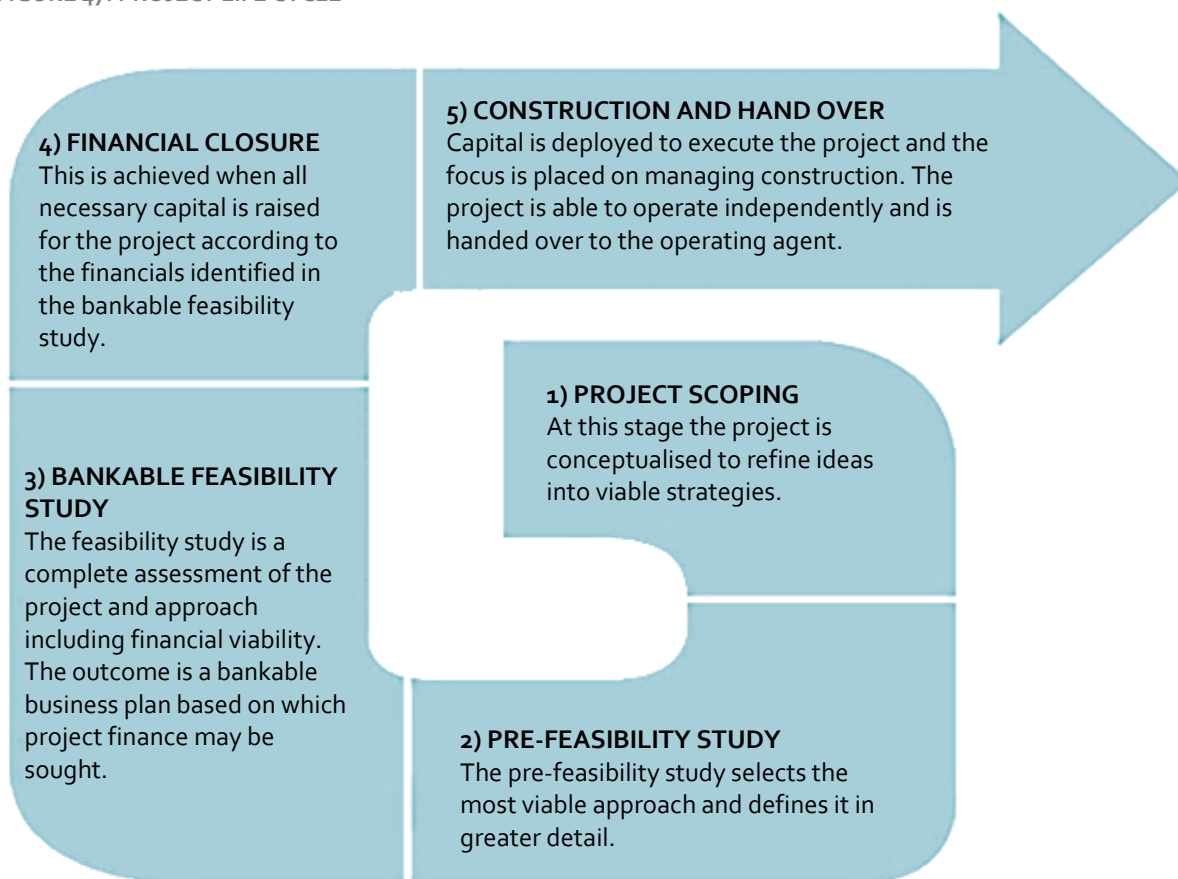 4) FINANCIAL CLOSURE
This is achieved when all
necessary capital is raised
for the project according to
the financials identified in
the bankable feasibility
study.
5) CONSTRUCTION AND HAND OVER
Capital is deployed to execute the project and the
focus is placed on managing construction. The
project is able to operate independently and is
handed over to the operating agent.
1) PROJECT SCOPING
At this stage the project is
conceptualised to refine ideas
into viable strategies.
3) BANKABLE FEASIBILITY
STUDY
The feasibility study is a
complete assessment of the
project and approach
including financial viability.
The outcome is a bankable
business plan based on which
project finance may be
sought.
2) PRE-FEASIBILITY STUDY
The pre-feasibility study selects the
most viable approach and defines it in
greater detail.